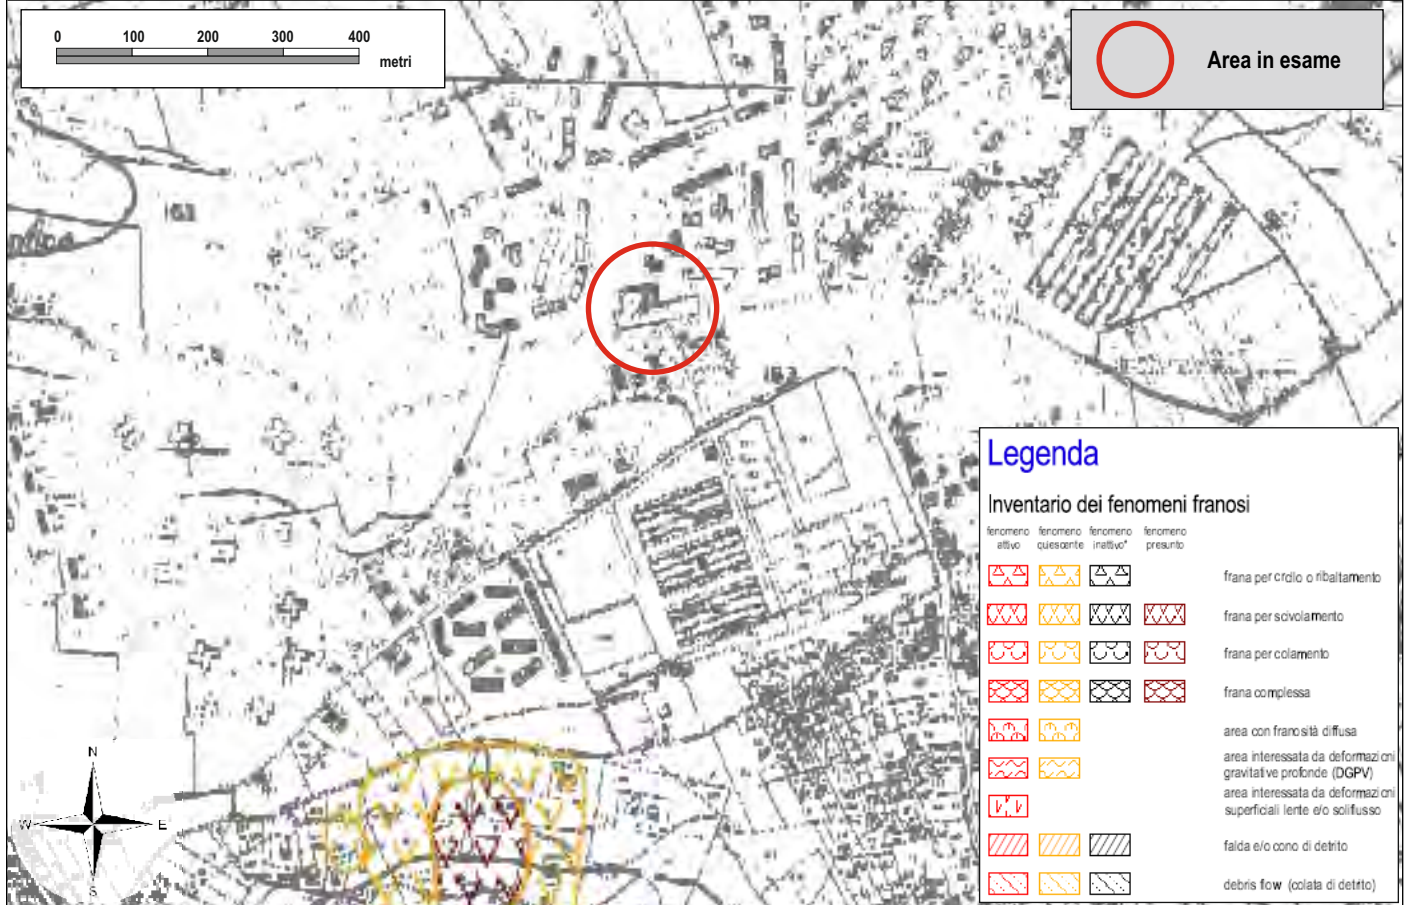 0 100 200 300 400
metri
Area in esame
163
163
Legenda
Inventario dei fenomeni franosi
fenomeno attivo
fenomeno quiescente
fenomeno inattivo*
fenomeno presunto
frana per crollo o ribaltamento
frana per scivolamento
frana per colamento
frana complessa
area con franosità diffusa
area interessata da deformazioni
gravitative profonde (DGPV)
area interessata da deformazioni
superficiali lente e/o soliflusso
falda e/o cono di detrito
debris flow (colata di detrito)
N
W E
S